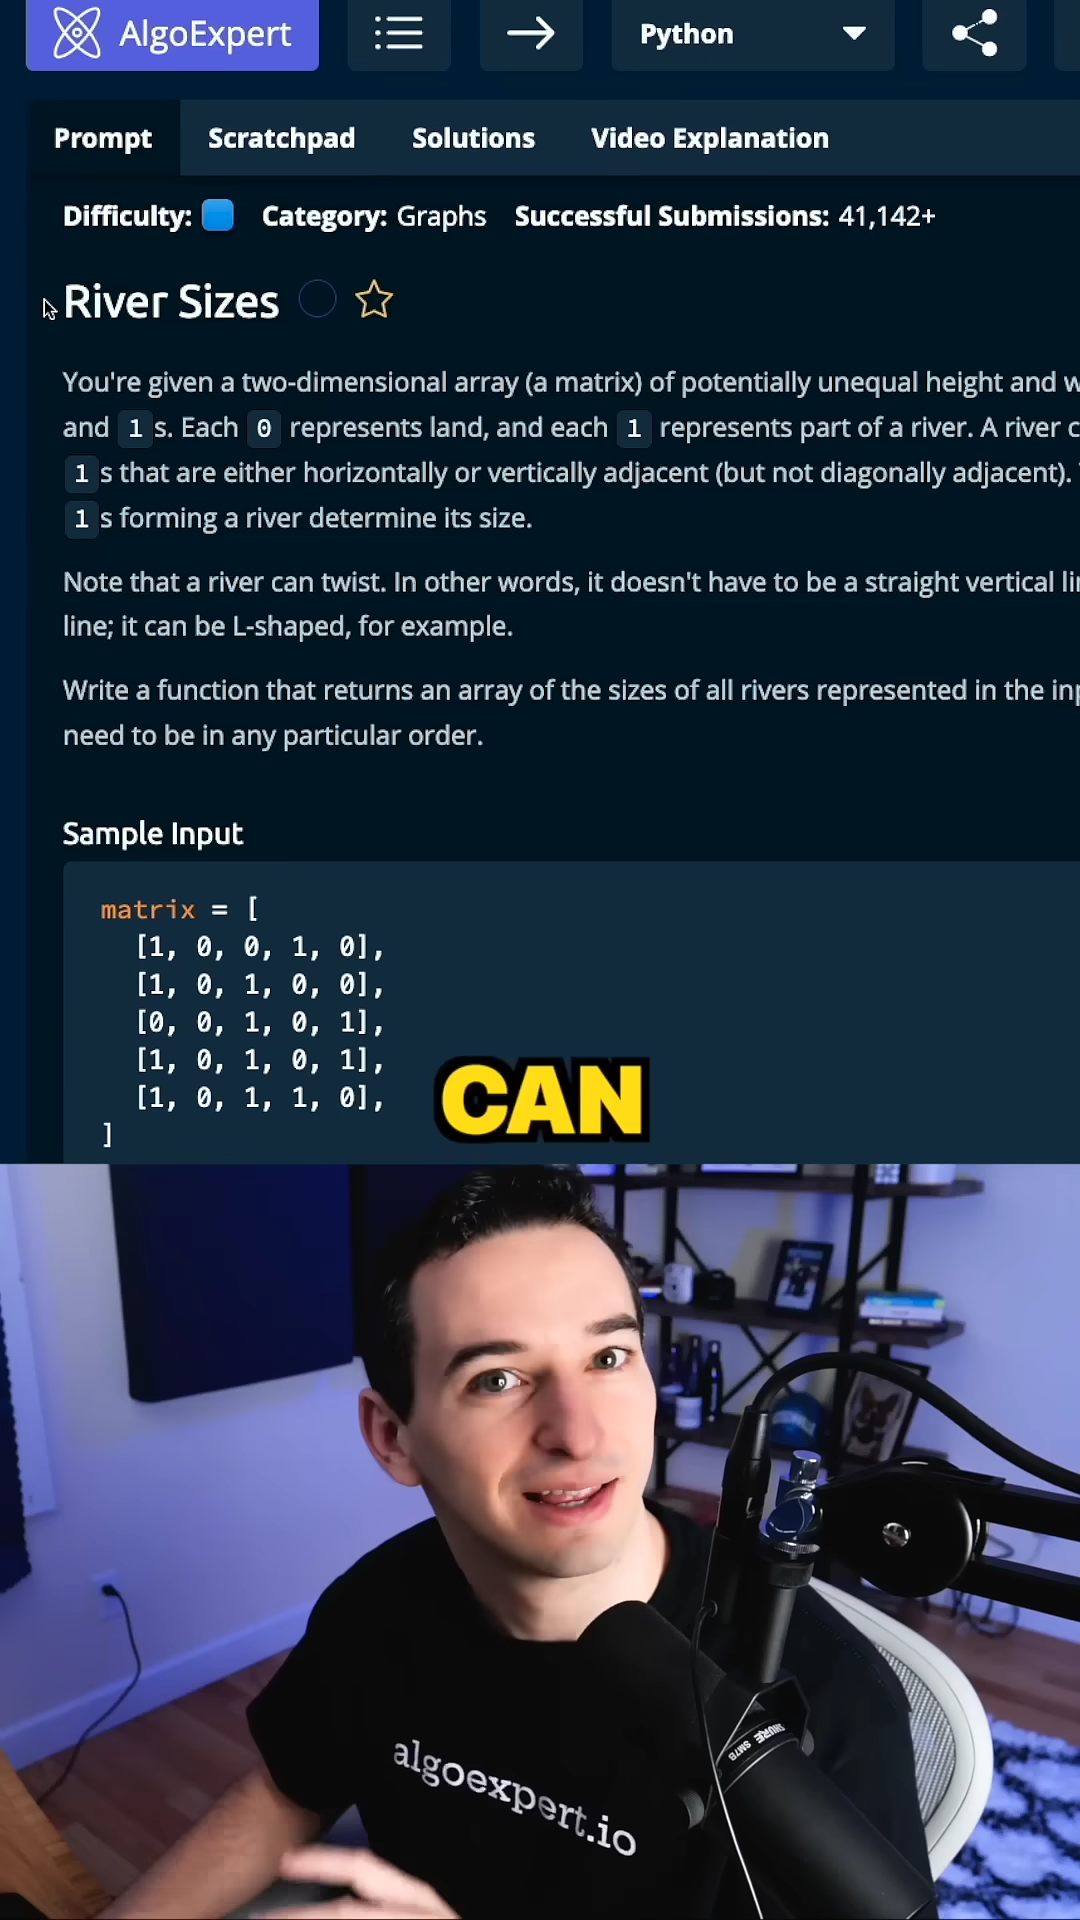 AlgoExpert
Python
Prompt
Scratchpad
Solutions
Video Explanation
Difficulty:
Category: Graphs
Successful Submissions: 41,142+
River Sizes
You're given a two-dimensional array (a matrix) of potentially unequal height and
and 1 s. Each 0 represents land, and each 1 represents part of a river. A river
1 s that are either horizontally or vertically adjacent (but not diagonally adjacent).
1 s forming a river determine its size.
Note that a river can twist. In other words, it doesn't have to be a straight vertical
line; it can be L-shaped, for example.
Write a function that returns an array of the sizes of all rivers represented in the
need to be in any particular order.
Sample Input
matrix = [
[1, 0, 0, 1, 0],
[1, 0, 1, 0, 0],
[0, 0, 1, 0, 1],
[1, 0, 1, 0, 1],
[1, 0, 1, 1, 0],
]
CAN
SHURE SM7B
algoexpert.io